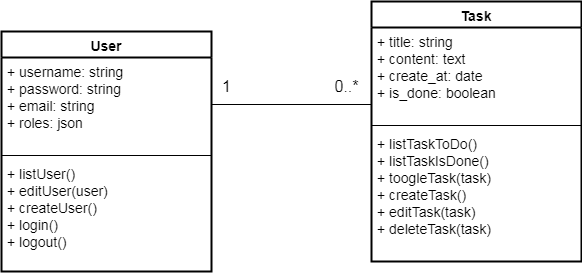 User
+ username: string
+ password: string
+ email: string
+ roles: json
+ listUser()
+ editUser(user)
+ createUser()
+ login()
+ logout()
1
0..*
Task
+ title: string
+ content: text
+ create_at: date
+ is_done: boolean
+ listTaskToDo()
+ listTaskIsDone()
+ toogleTask(task)
+ createTask()
+ editTask(task)
+ deleteTask(task)